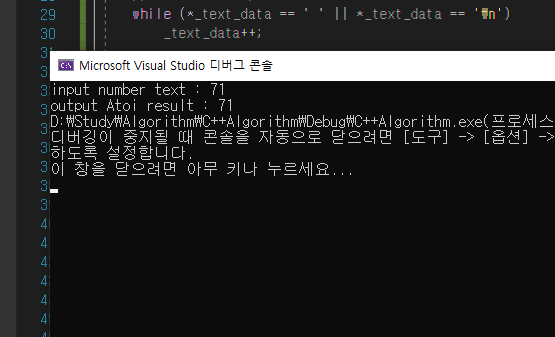 29
while (*_text_data == ' ' || *_text_data == '₩n')
30
_text_data++;
Microsoft Visual Studio 디버그 콘솔
input number text : 71
output Atoi result : 71
D:₩Study₩Algorithm₩C++Algorithm₩Debug₩C++Algorithm.exe(프로세스
디버깅이 중지될 때 콘솔을 자동으로 닫으려면 [도구] -> [옵션] ->
하도록 설정합니다.
이 창을 닫으려면 아무 키나 누르세요...